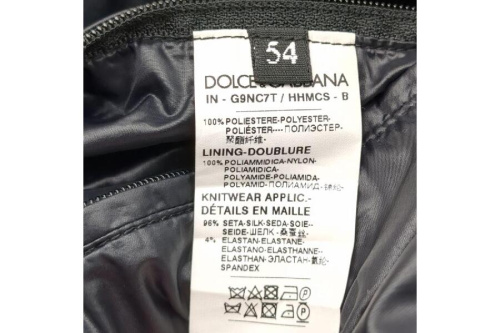 54
DOLCE&GABBANA
IN - G9NC7T / HHMCS - B
100% POLIESTERE-POLYESTER-
POLIÉSTER----ПОЛИЭСТЕР-
聚酯纤维-
LINING-DOUBLURE
100% POLIAMMIDICA-NYLON-
POLIAMIDICA-
POLYAMIDE-POLIAMIDA-
POLYAMID-ПОЛИАМИД-
KNITWEAR APPLIC.-
DÉTAILS EN MAILLE
96% SETA-SILK-SEDA-SOIE--
SEIDE-ШЕЛК - 桑蚕丝-
4% ELASTAN-ELASTANE-
ELASTANO-ELASTHANNE--
ELASTHAN-ЭЛАСТАН-氨纶-
SPANDEX